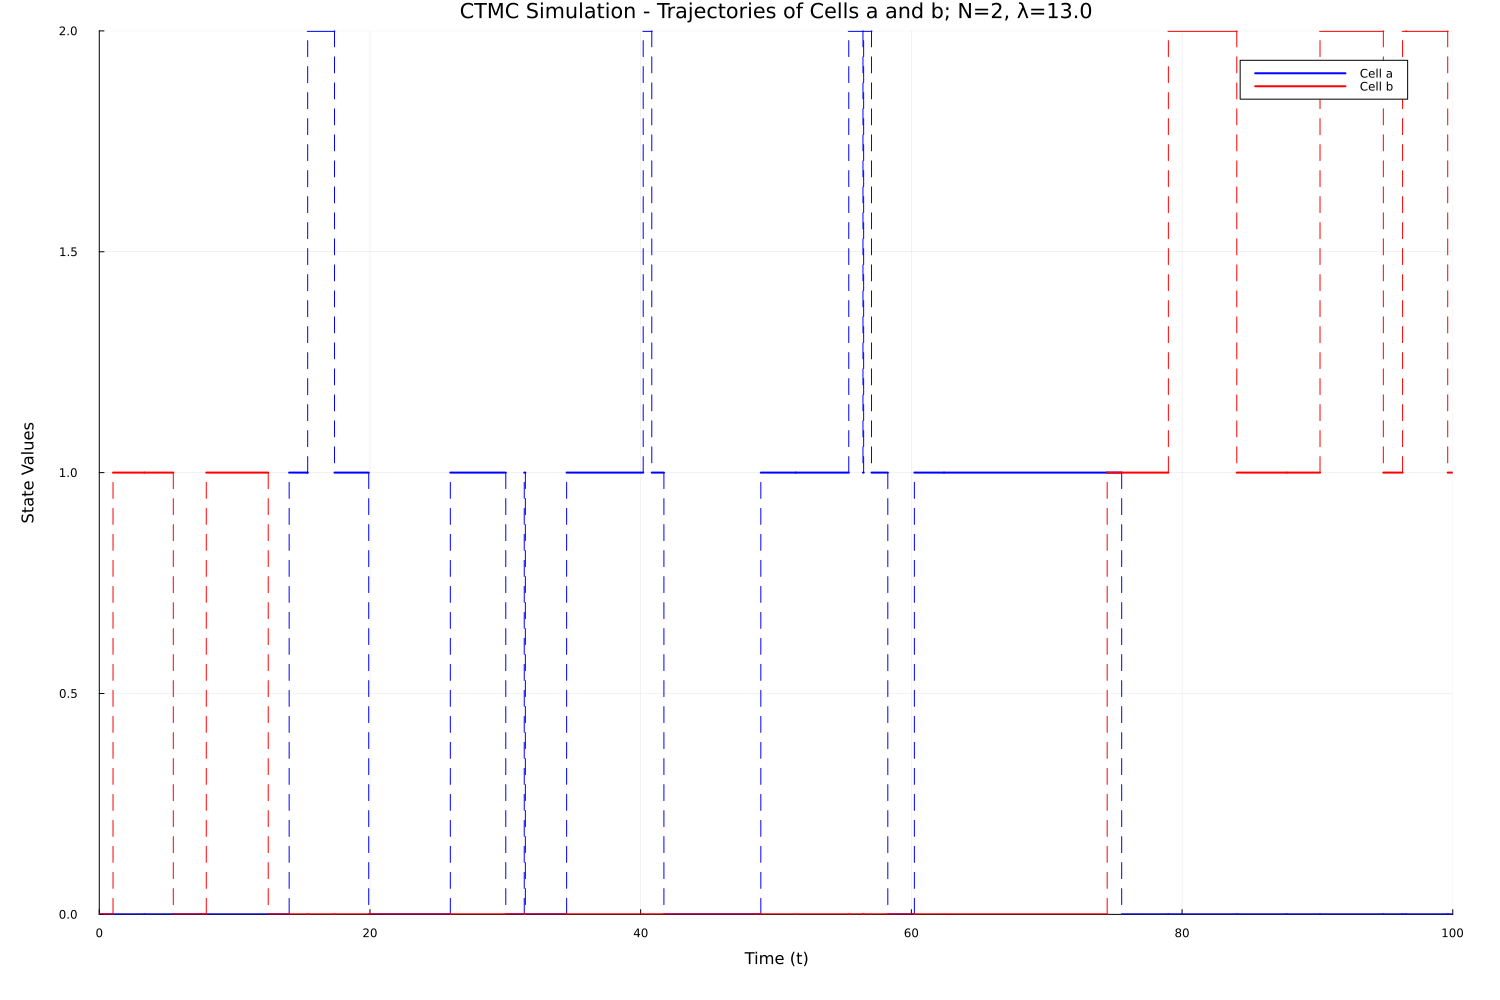 CTMC Simulation - Trajectories of Cells a and b; N=2, λ=13.0
2.0
Cell a
Cell b
1.5
1.0
State Values
0.5
0.0
0 20 40 60 80 100
Time (t)